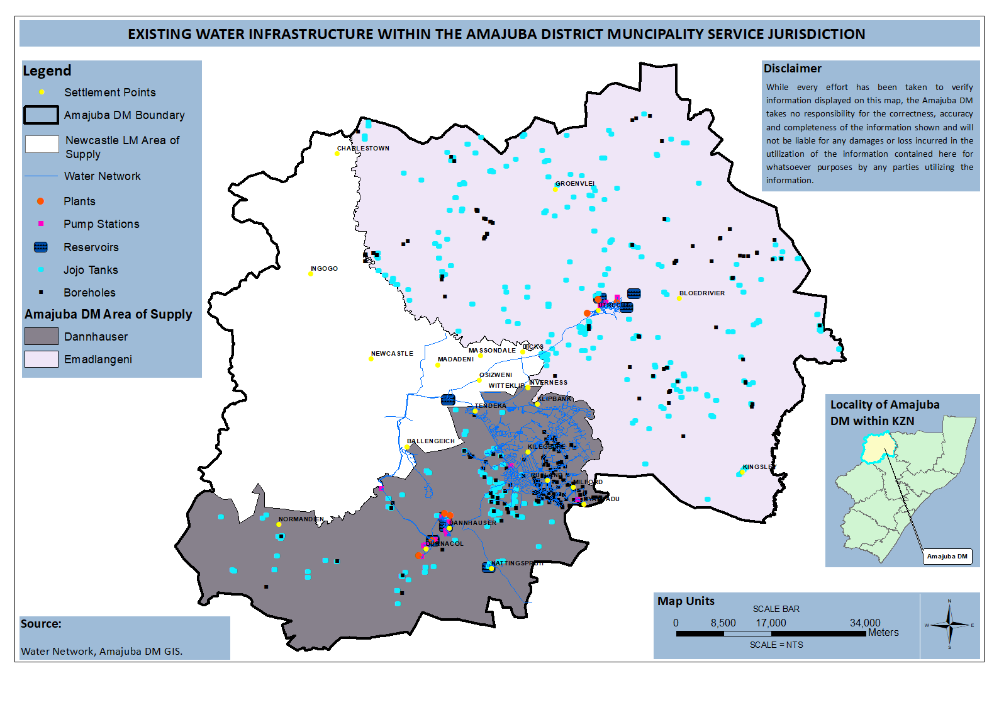 EXISTING WATER INFRASTRUCTURE WITHIN THE AMAJUBA DISTRICT MUNCIPALITY SERVICE JURISDICTION
Legend
Settlement Points
Amajuba DM Boundary
Newcastle LM Area of
Supply
Water Network
Plants
Pump Stations
Reservoirs
Jojo Tanks
Boreholes
Amajuba DM Area of Supply
Dannhauser
Emadlangeni
Disclaimer
While every effort has been taken to verify
information displayed on this map, the Amajuba DM
takes no responsibility for the correctness, accuracy
and completeness of the information shown and will
not be liable for any damages or loss incurred in the
utilization of the information contained here for
whatsoever purposes by any parties utilizing the
information.
CHARLESTOWN
GROENVLEI
INGOGO
BLOEDRIVIER
UTRECHT
NEWCASTLE
MASSONDALE
DICKS
MADADENI
OSIZWENI
WITTEKLIP
INVERNESS
KLIPBANK
TENDEKA
BALLENGEICH
KINGSLEY
RUTLAND
MILFORD
NORMANDIEN
DANNHAUSER
DURNACOL
HATTINGSPRUIT
Locality of Amajuba
DM within KZN
Amajuba DM
Map Units
SCALE BAR
0 8,500 17,000 34,000
Meters
SCALE = NTS
N
W E
S
Source:
Water Network, Amajuba DM GIS.